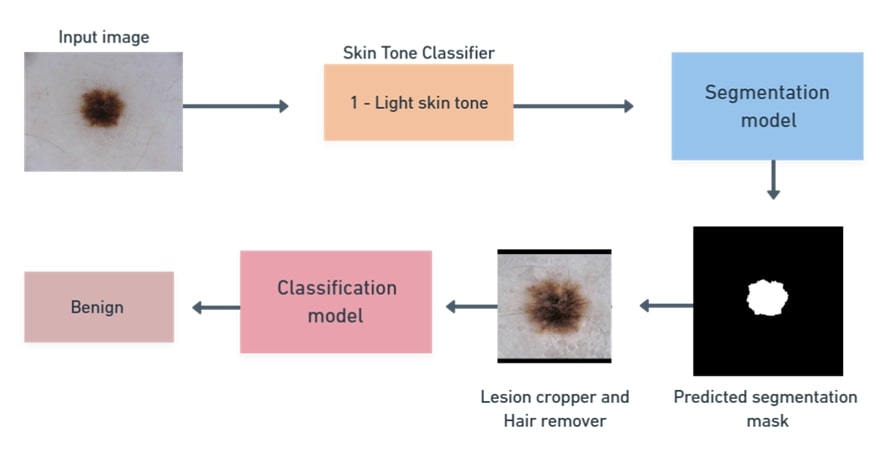 Input image
Skin Tone Classifier
1 - Light skin tone
Segmentation
model
Benign
Classification
model
Lesion cropper and
Hair remover
Predicted segmentation
mask